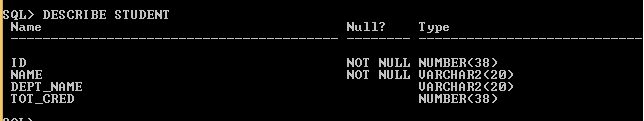 SQL> DESCRIBE STUDENT
Name Null? Type
----------------------------------------- -------- ----------------------------
ID NOT NULL NUMBER(38)
NAME NOT NULL VARCHAR2(20)
DEPT_NAME VARCHAR2(20)
TOT_CRED NUMBER(38)
SQL>